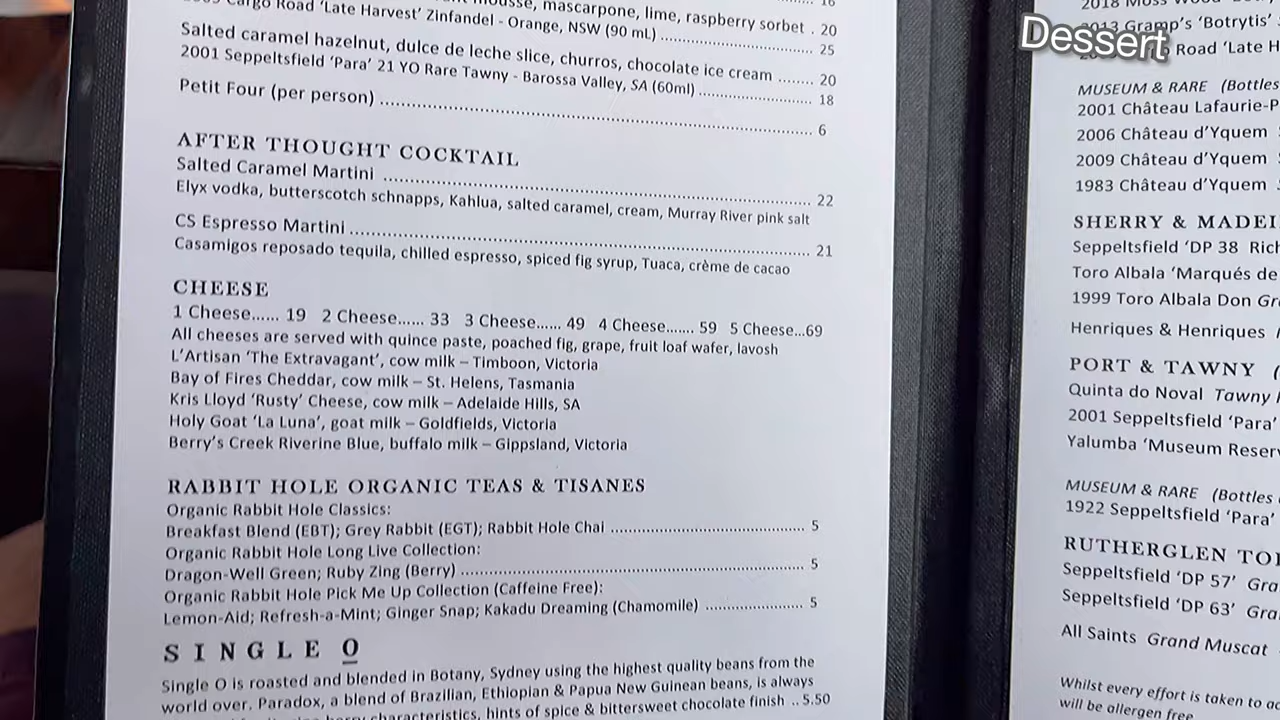 mousse, mascarpone, lime, raspberry sorbet . 20
Cargo Road 'Late Harvest' Zinfandel - Orange, NSW (90 mL) ........................ 25
Salted caramel hazelnut, dulce de leche slice, churros, chocolate ice cream ........ 20
2001 Seppeltsfield 'Para' 21 YO Rare Tawny - Barossa Valley, SA (60ml) ........................ 18
Petit Four (per person) ........................ 6
AFTER THOUGHT COCKTAIL
Salted Caramel Martini ........................ 22
Elyx vodka, butterscotch schnapps, Kahlua, salted caramel, cream, Murray River pink salt
CS Espresso Martini ........................ 21
Casamigos reposado tequila, chilled espresso, spiced fig syrup, Tuaca, crème de cacao
CHEESE
1 Cheese...... 19 2 Cheese...... 33 3 Cheese...... 49 4 Cheese....... 59 5 Cheese...69
All cheeses are served with quince paste, poached fig, grape, fruit loaf wafer, lavosh
L'Artisan 'The Extravagant', cow milk – Timboon, Victoria
Bay of Fires Cheddar, cow milk – St. Helens, Tasmania
Kris Lloyd 'Rusty' Cheese, cow milk – Adelaide Hills, SA
Holy Goat 'La Luna', goat milk – Goldfields, Victoria
Berry's Creek Riverine Blue, buffalo milk – Gippsland, Victoria
RABBIT HOLE ORGANIC TEAS & TISANES
Organic Rabbit Hole Classics:
Breakfast Blend (EBT); Grey Rabbit (EGT); Rabbit Hole Chai ........................ 5
Organic Rabbit Hole Long Live Collection:
Dragon-Well Green; Ruby Zing (Berry) ........................ 5
Organic Rabbit Hole Pick Me Up Collection (Caffeine Free):
Lemon-Aid; Refresh-a-Mint; Ginger Snap; Kakadu Dreaming (Chamomile) ........................ 5
SINGLE O
Single O is roasted and blended in Botany, Sydney using the highest quality beans from the
world over. Paradox, a blend of Brazilian, Ethiopian & Papua New Guinean beans, is always
characteristics, hints of spice & bittersweet chocolate finish .. 5.50
Dessert
2018 Moss Wood
2013 Gramp's 'Botrytis'
Road 'Late H
MUSEUM & RARE (Bottles
2001 Château Lafaurie-P
2006 Château d'Yquem
2009 Château d'Yquem
1983 Château d'Yquem
SHERRY & MADEI
Seppeltsfield 'DP 38 Rich
Toro Albala 'Marqués de
1999 Toro Albala Don Gr
Henriques & Henriques
PORT & TAWNY (
Quinta do Noval Tawny
2001 Seppeltsfield 'Para'
Yalumba 'Museum Reser
MUSEUM & RARE (Bottles
1922 Seppeltsfield 'Para'
RUTHERGLEN TO
Seppeltsfield 'DP 57' Gra
Seppeltsfield 'DP 63' Gra
All Saints Grand Muscat
Whilst every effort is taken to
will be allergen free